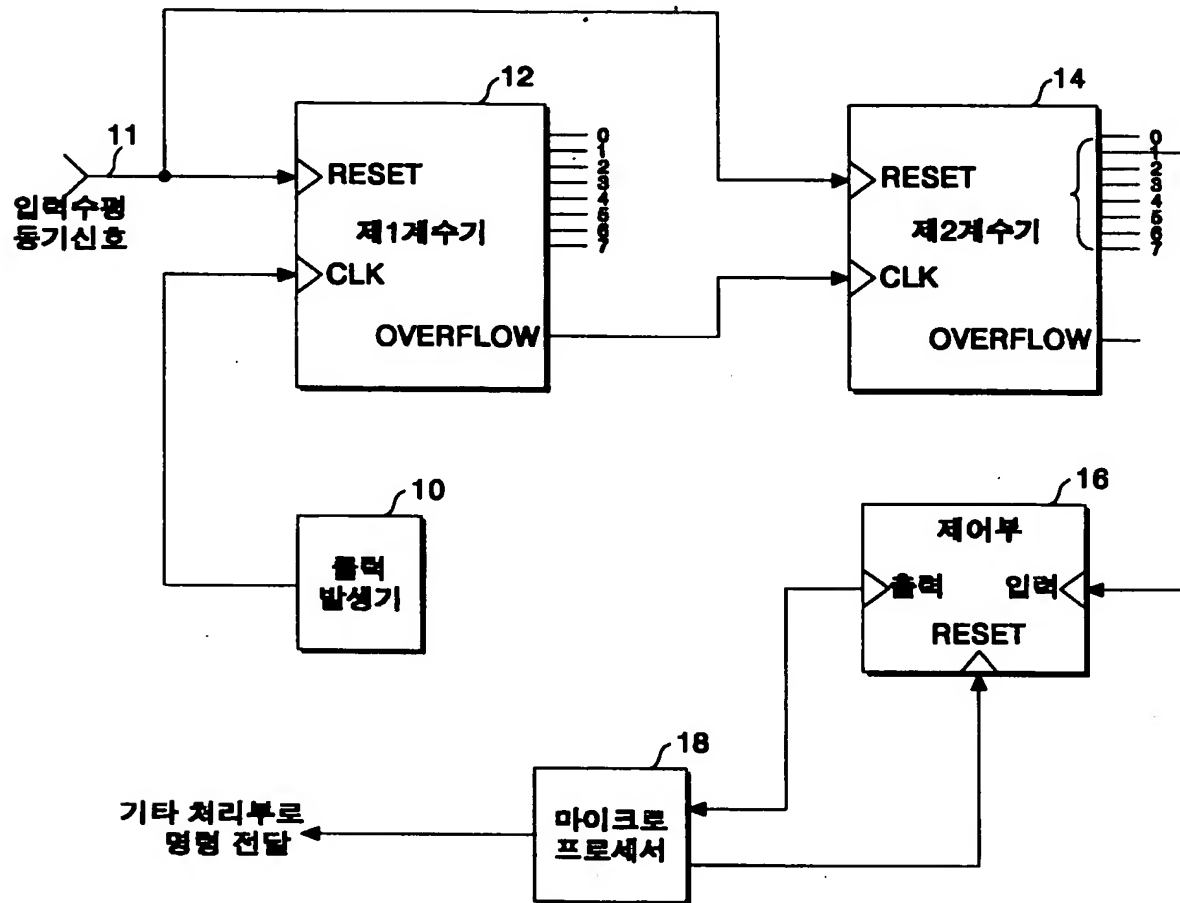 12
14
11
입력수평
동기신호
RESET
제1계수기
CLK
OVERFLOW
0
1
2
3
4
5
6
7
RESET
제2계수기
CLK
OVERFLOW
0
1
2
3
4
5
6
7
10
클럭
발생기
16
제어부
출력
입력
RESET
18
마이크로
프로세서
기타 처리부로
명령 전달